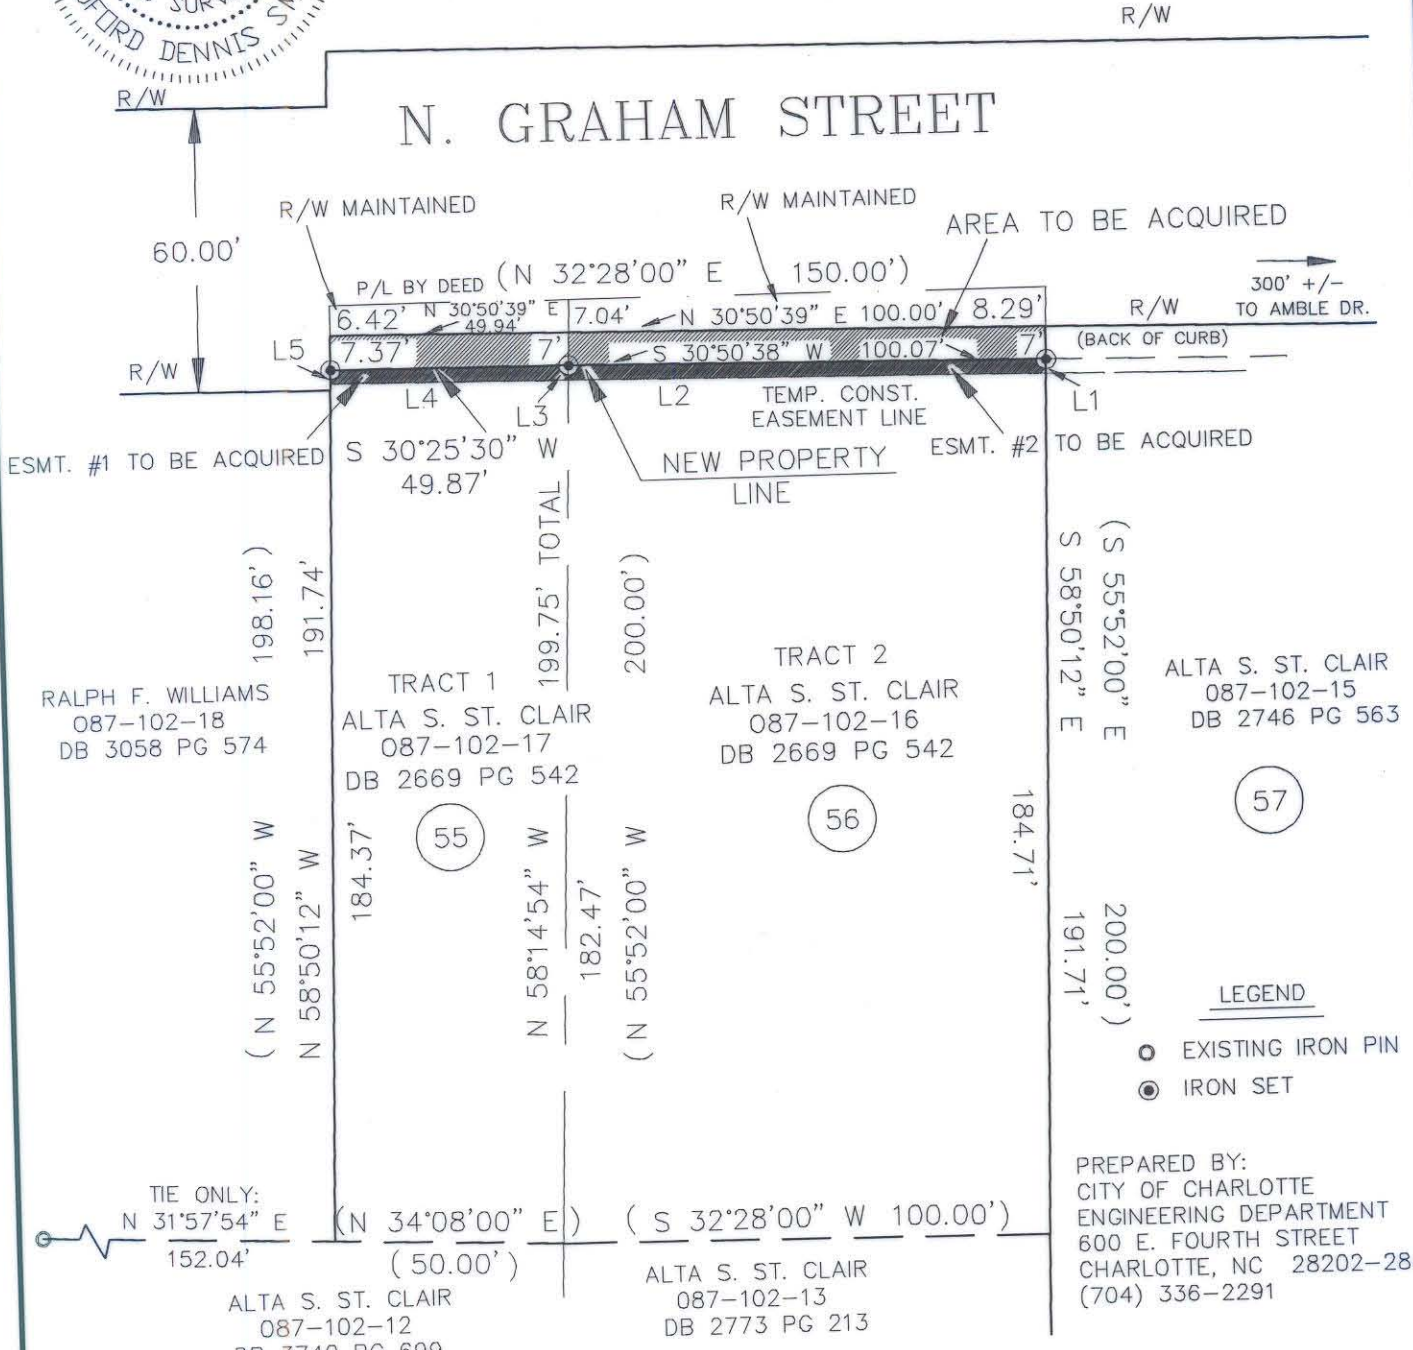 SURV
FORD DENNIS
R/W
R/W
N. GRAHAM STREET
R/W MAINTAINED
R/W MAINTAINED
AREA TO BE ACQUIRED
60.00'
P/L BY DEED (N 32°28'00" E 150.00')
300' +/-
TO AMBLE DR.
6.42' N 30°50'39" E 7.04' N 30°50'39" E 100.00' 8.29' R/W
49.94'
L5 7.37' 7' S 30°50'38" W 100.07' 7' (BACK OF CURB)
R/W
L4 L3 L2 TEMP. CONST. L1
EASEMENT LINE
ESMT. #1 TO BE ACQUIRED
S 30°25'30" W
49.87'
NEW PROPERTY
LINE
ESMT. #2 TO BE ACQUIRED
198.16')
191.74'
199.75' TOTAL
200.00')
(S 55°52'00" E
S 58°50'12" E
RALPH F. WILLIAMS
087-102-18
DB 3058 PG 574
TRACT 1
ALTA S. ST. CLAIR
087-102-17
DB 2669 PG 542
55
TRACT 2
ALTA S. ST. CLAIR
087-102-16
DB 2669 PG 542
56
ALTA S. ST. CLAIR
087-102-15
DB 2746 PG 563
57
(N 55°52'00" W
N 58°50'12" W
184.37'
N 58°14'54" W
182.47'
(N 55°52'00" W
184.71'
200.00')
191.71'
LEGEND
EXISTING IRON PIN
IRON SET
TIE ONLY:
N 31°57'54" E
152.04'
(N 34°08'00" E)
(50.00')
(S 32°28'00" W 100.00')
PREPARED BY:
CITY OF CHARLOTTE
ENGINEERING DEPARTMENT
600 E. FOURTH STREET
CHARLOTTE, NC 28202-28
(704) 336-2291
ALTA S. ST. CLAIR
087-102-12
ALTA S. ST. CLAIR
087-102-13
DB 2773 PG 213